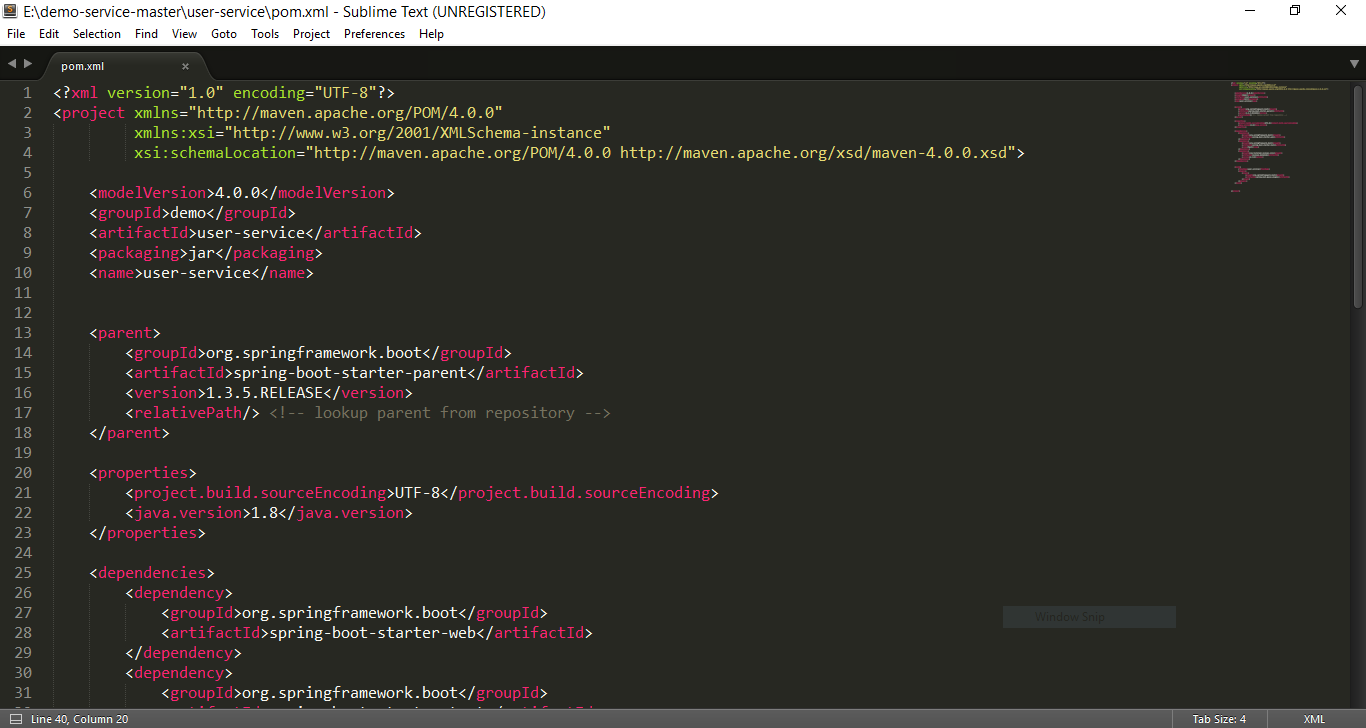 E:\demo-service-master\user-service\pom.xml - Sublime Text (UNREGISTERED)
File Edit Selection Find View Goto Tools Project Preferences Help
pom.xml
1 <?xml version="1.0" encoding="UTF-8"?>
2 <project xmlns="http://maven.apache.org/POM/4.0.0"
3 xmlns:xsi="http://www.w3.org/2001/XMLSchema-instance"
4 xsi:schemaLocation="http://maven.apache.org/POM/4.0.0 http://maven.apache.org/xsd/maven-4.0.0.xsd">
5
6 <modelVersion>4.0.0</modelVersion>
7 <groupId>demo</groupId>
8 <artifactId>user-service</artifactId>
9 <packaging>jar</packaging>
10 <name>user-service</name>
11
12
13 <parent>
14 <groupId>org.springframework.boot</groupId>
15 <artifactId>spring-boot-starter-parent</artifactId>
16 <version>1.3.5.RELEASE</version>
17 <relativePath/> <!-- lookup parent from repository -->
18 </parent>
19
20 <properties>
21 <project.build.sourceEncoding>UTF-8</project.build.sourceEncoding>
22 <java.version>1.8</java.version>
23 </properties>
24
25 <dependencies>
26 <dependency>
27 <groupId>org.springframework.boot</groupId>
28 <artifactId>spring-boot-starter-web</artifactId>
29 </dependency>
30 <dependency>
31 <groupId>org.springframework.boot</groupId>
Window Snip
Line 40, Column 20
Tab Size: 4
XML